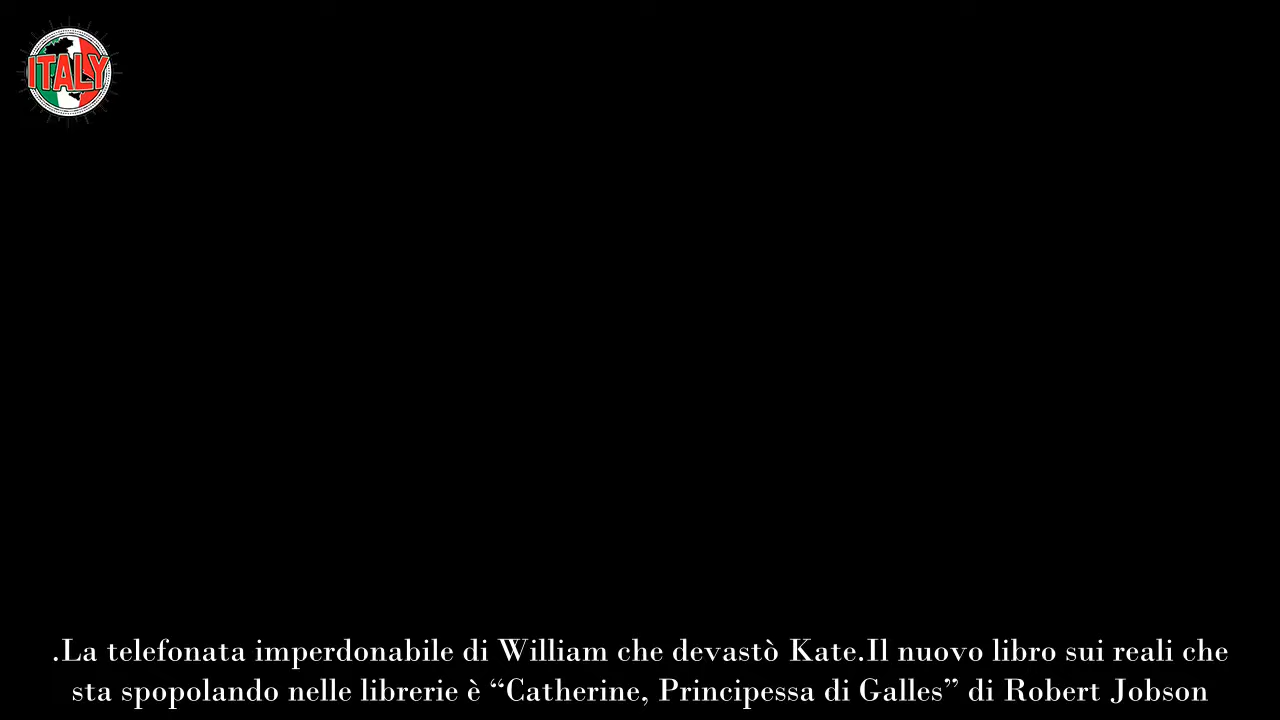 ITALY
.La telefonata imperdonabile di William che devastò Kate.Il nuovo libro sui reali che
sta spopolando nelle librerie è “Catherine, Principessa di Galles” di Robert Jobson